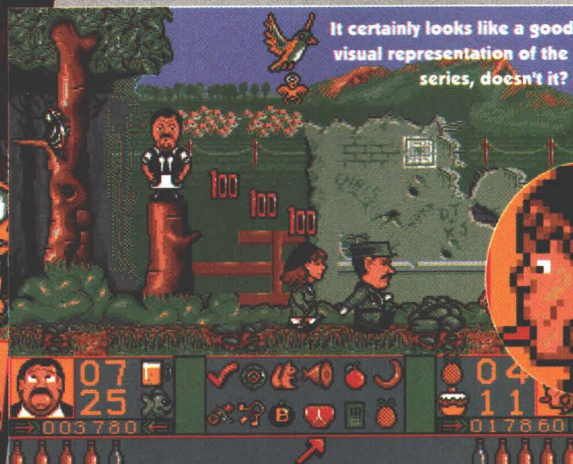 It certainly looks like a good
visual representation of the
series, doesn't it?
100
100
100
CHRIS
07
25
003780
B
04
11
017860